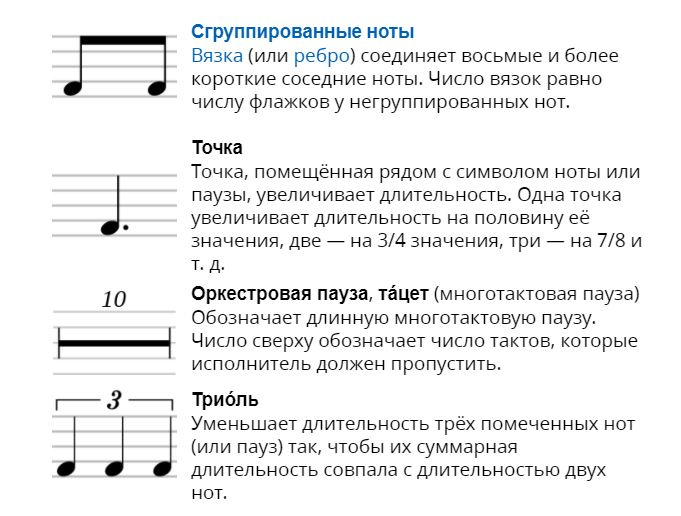 Сгруппированные ноты
Вязка (или ребро) соединяет восьмые и более
короткие соседние ноты. Число вязок равно
числу флажков у негруппированных нот.
Точка
Точка, помещённая рядом с символом ноты или
паузы, увеличивает длительность. Одна точка
увеличивает длительность на половину её
значения, две — на 3/4 значения, три — на 7/8 и
т. д.
10
Оркестровая пауза, та́цет (многотактовая пауза)
Обозначает длинную многотактовую паузу.
Число сверху обозначает число тактов, которые
исполнитель должен пропустить.
3
Трио́ль
Уменьшает длительность трёх помеченных нот
(или пауз) так, чтобы их суммарная
длительность совпала с длительностью двух
нот.